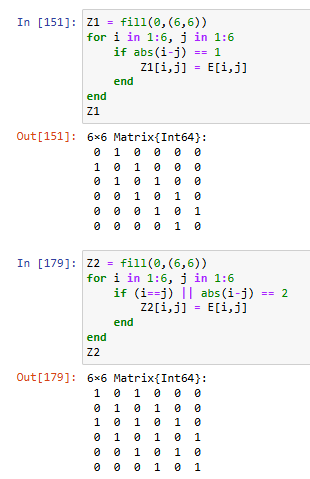 In [151]: Z1 = fill(0,(6,6))
for i in 1:6, j in 1:6
    if abs(i-j) == 1
        Z1[i,j] = E[i,j]
    end
end
Z1
Out[151]: 6×6 Matrix{Int64}:
 0  1  0  0  0  0
 1  0  1  0  0  0
 0  1  0  1  0  0
 0  0  1  0  1  0
 0  0  0  1  0  1
 0  0  0  0  1  0
In [179]: Z2 = fill(0,(6,6))
for i in 1:6, j in 1:6
    if (i==j) || abs(i-j) == 2
        Z2[i,j] = E[i,j]
    end
end
Z2
Out[179]: 6×6 Matrix{Int64}:
 1  0  1  0  0  0
 0  1  0  1  0  0
 1  0  1  0  1  0
 0  1  0  1  0  1
 0  0  1  0  1  0
 0  0  0  1  0  1